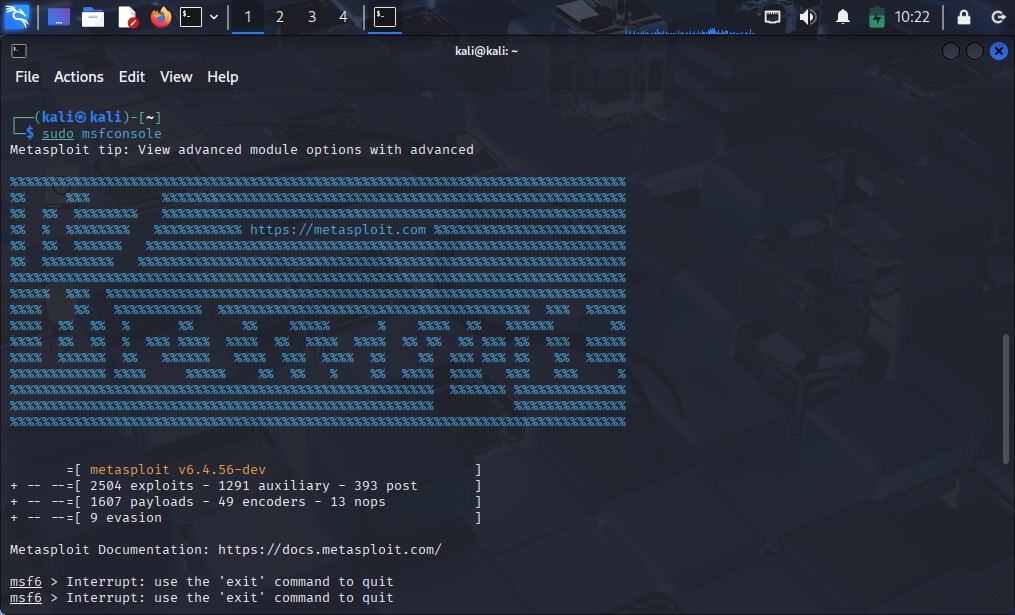 1 2 3 4 10:22
kali@kali: ~
File Actions Edit View Help
┌──(kali㉿kali)-[~]
└─$ sudo msfconsole
Metasploit tip: View advanced module options with advanced
https://metasploit.com
=[ metasploit v6.4.56-dev ]
+ -- --=[ 2504 exploits - 1291 auxiliary - 393 post ]
+ -- --=[ 1607 payloads - 49 encoders - 13 nops ]
+ -- --=[ 9 evasion ]
Metasploit Documentation: https://docs.metasploit.com/
msf6 > Interrupt: use the 'exit' command to quit
msf6 > Interrupt: use the 'exit' command to quit